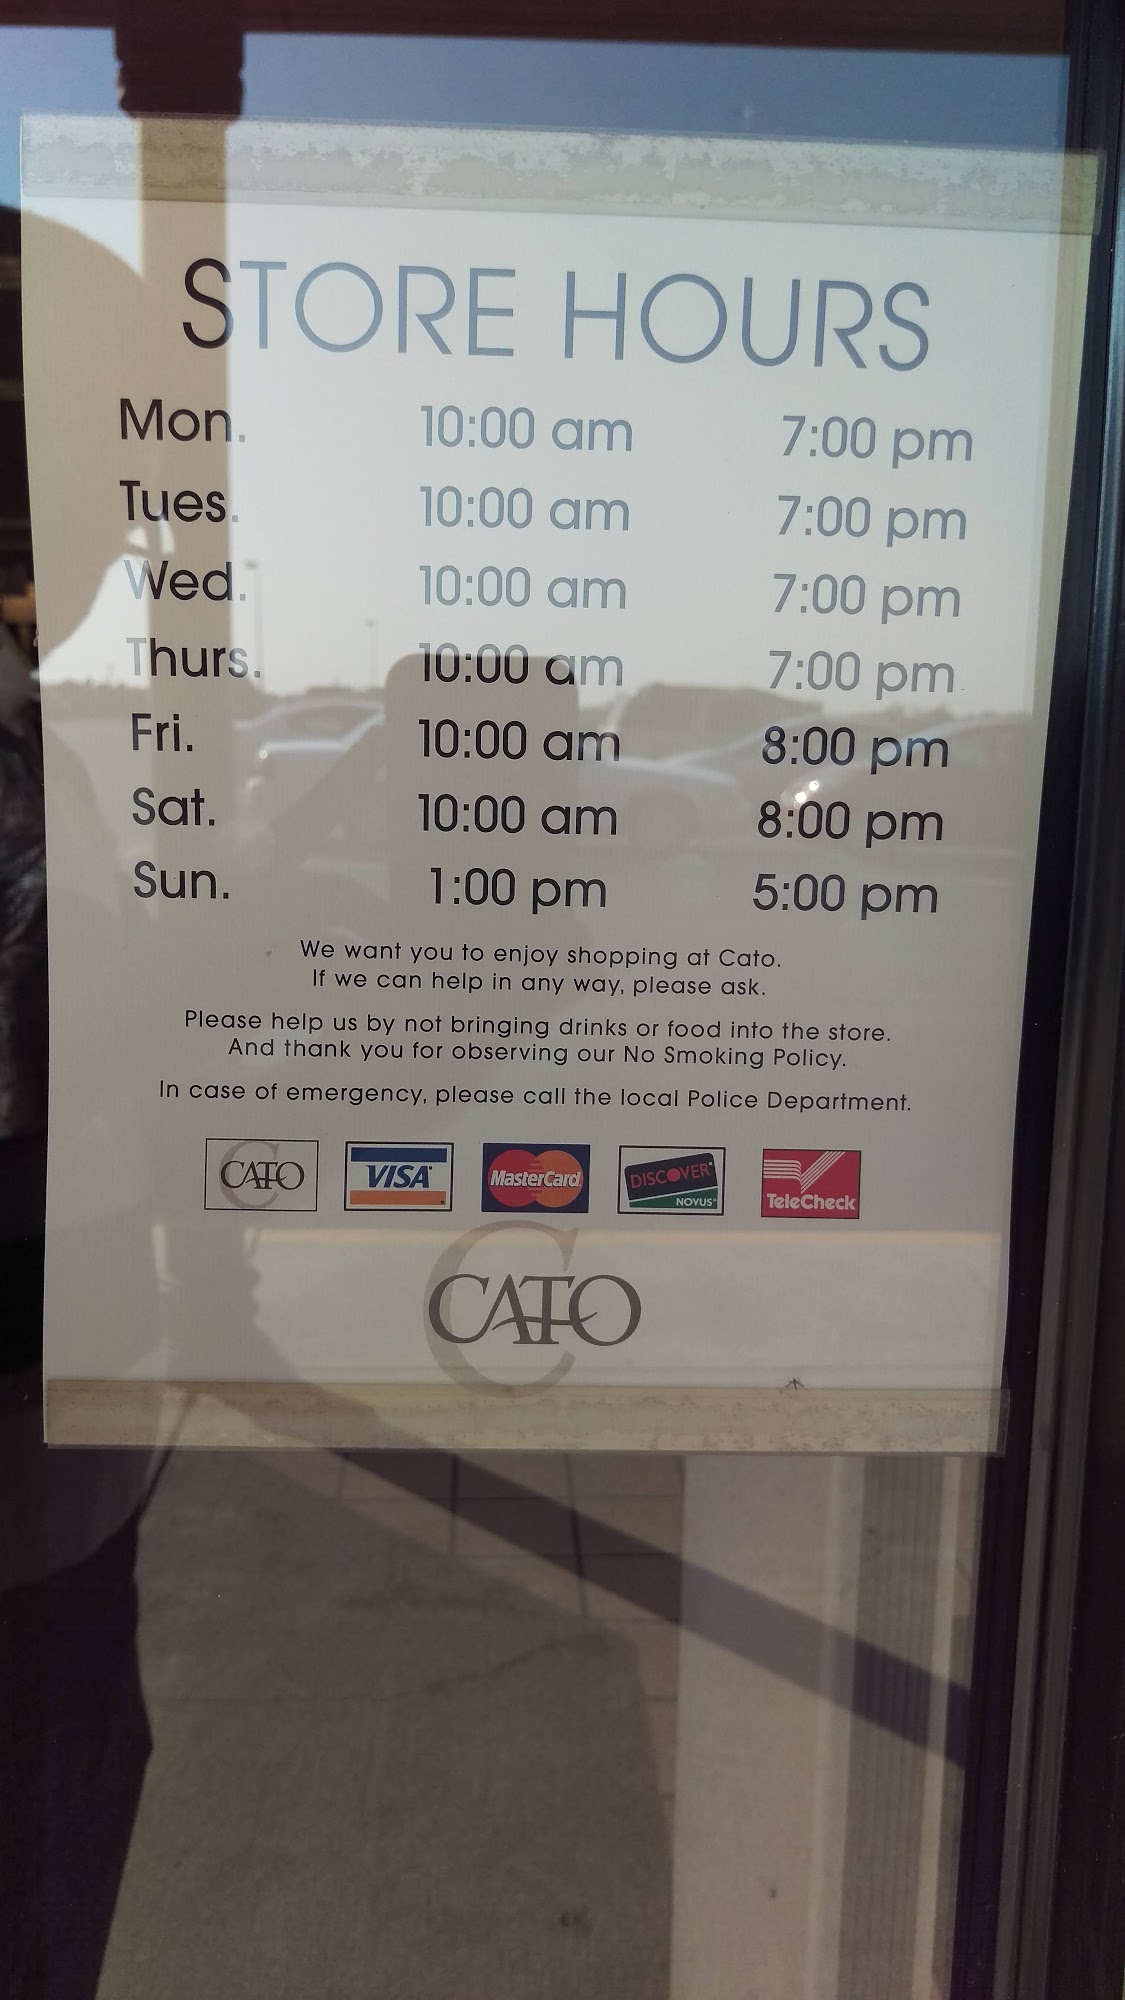 STORE HOURS
Mon. 10:00 am 7:00 pm
Tues. 10:00 am 7:00 pm
Wed. 10:00 am 7:00 pm
Thurs. 10:00 am 7:00 pm
Fri. 10:00 am 8:00 pm
Sat. 10:00 am 8:00 pm
Sun. 1:00 pm 5:00 pm
We want you to enjoy shopping at Cato.
If we can help in any way, please ask.
Please help us by not bringing drinks or food into the store.
And thank you for observing our No Smoking Policy.
In case of emergency, please call the local Police Department.
C CATO VISA MasterCard DISCOVER NOVUS TeleCheck
C CATO